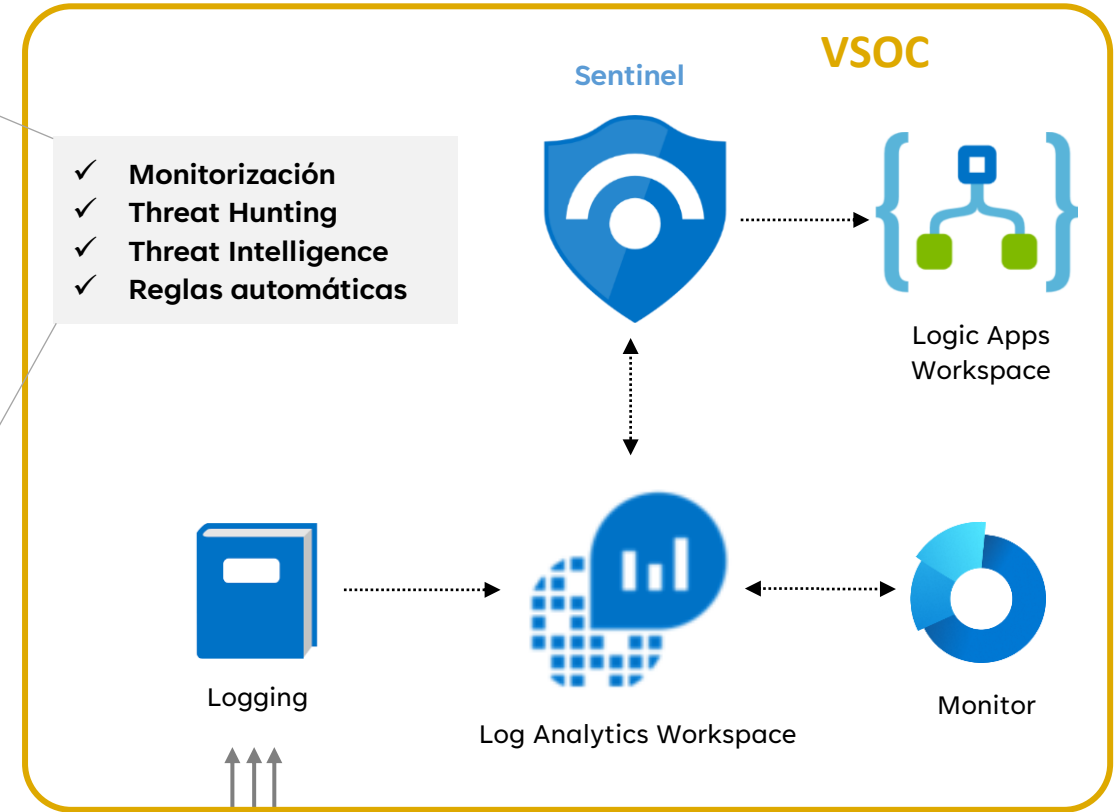 VSOC
Sentinel
✓ Monitorización
✓ Threat Hunting
✓ Threat Intelligence
✓ Reglas automáticas
Logic Apps
Workspace
Logging
Log Analytics Workspace
Monitor